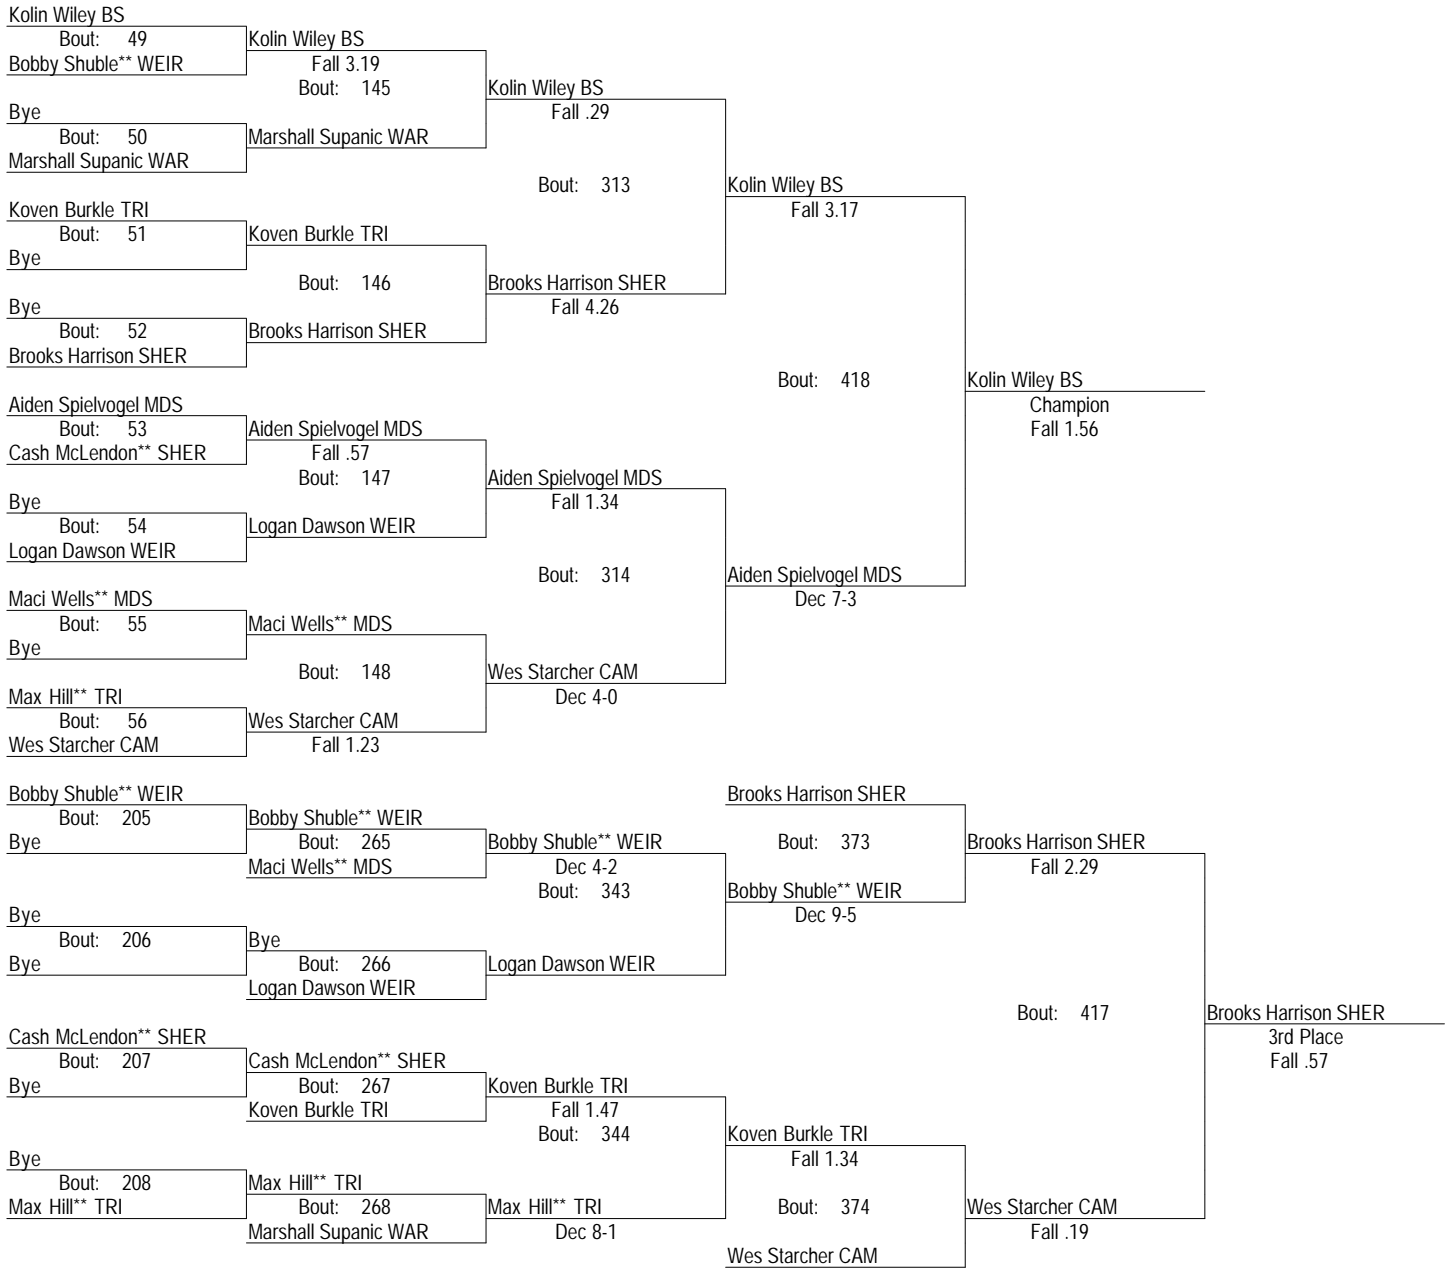 Kolin Wiley BS
Bout: 49
Kolin Wiley BS
Bobby Shuble** WEIR
Fall 3.19
Bout: 145
Kolin Wiley BS
Bye
Fall .29
Bout: 50
Marshall Supanic WAR
Marshall Supanic WAR
Bout: 313
Kolin Wiley BS
Koven Burkle TRI
Fall 3.17
Bout: 51
Koven Burkle TRI
Bye
Bout: 146
Brooks Harrison SHER
Bye
Fall 4.26
Bout: 52
Brooks Harrison SHER
Brooks Harrison SHER
Bout: 418
Kolin Wiley BS
Aiden Spielvogel MDS
Champion
Bout: 53
Aiden Spielvogel MDS
Fall 1.56
Cash McLendon** SHER
Fall .57
Bout: 147
Aiden Spielvogel MDS
Bye
Fall 1.34
Bout: 54
Logan Dawson WEIR
Logan Dawson WEIR
Bout: 314
Aiden Spielvogel MDS
Maci Wells** MDS
Dec 7-3
Bout: 55
Maci Wells** MDS
Bye
Bout: 148
Wes Starcher CAM
Max Hill** TRI
Dec 4-0
Bout: 56
Wes Starcher CAM
Wes Starcher CAM
Fall 1.23
Bobby Shuble** WEIR
Brooks Harrison SHER
Bout: 205
Bobby Shuble** WEIR
Bye
Bout: 265
Bobby Shuble** WEIR
Bout: 373
Brooks Harrison SHER
Maci Wells** MDS
Dec 4-2
Fall 2.29
Bout: 343
Bobby Shuble** WEIR
Bye
Dec 9-5
Bout: 206
Bye
Bye
Bout: 266
Logan Dawson WEIR
Logan Dawson WEIR
Bout: 417
Brooks Harrison SHER
Cash McLendon** SHER
3rd Place
Bout: 207
Cash McLendon** SHER
Fall .57
Bye
Bout: 267
Koven Burkle TRI
Koven Burkle TRI
Fall 1.47
Bout: 344
Koven Burkle TRI
Bye
Fall 1.34
Bout: 208
Max Hill** TRI
Max Hill** TRI
Bout: 268
Max Hill** TRI
Bout: 374
Wes Starcher CAM
Marshall Supanic WAR
Dec 8-1
Fall .19
Wes Starcher CAM